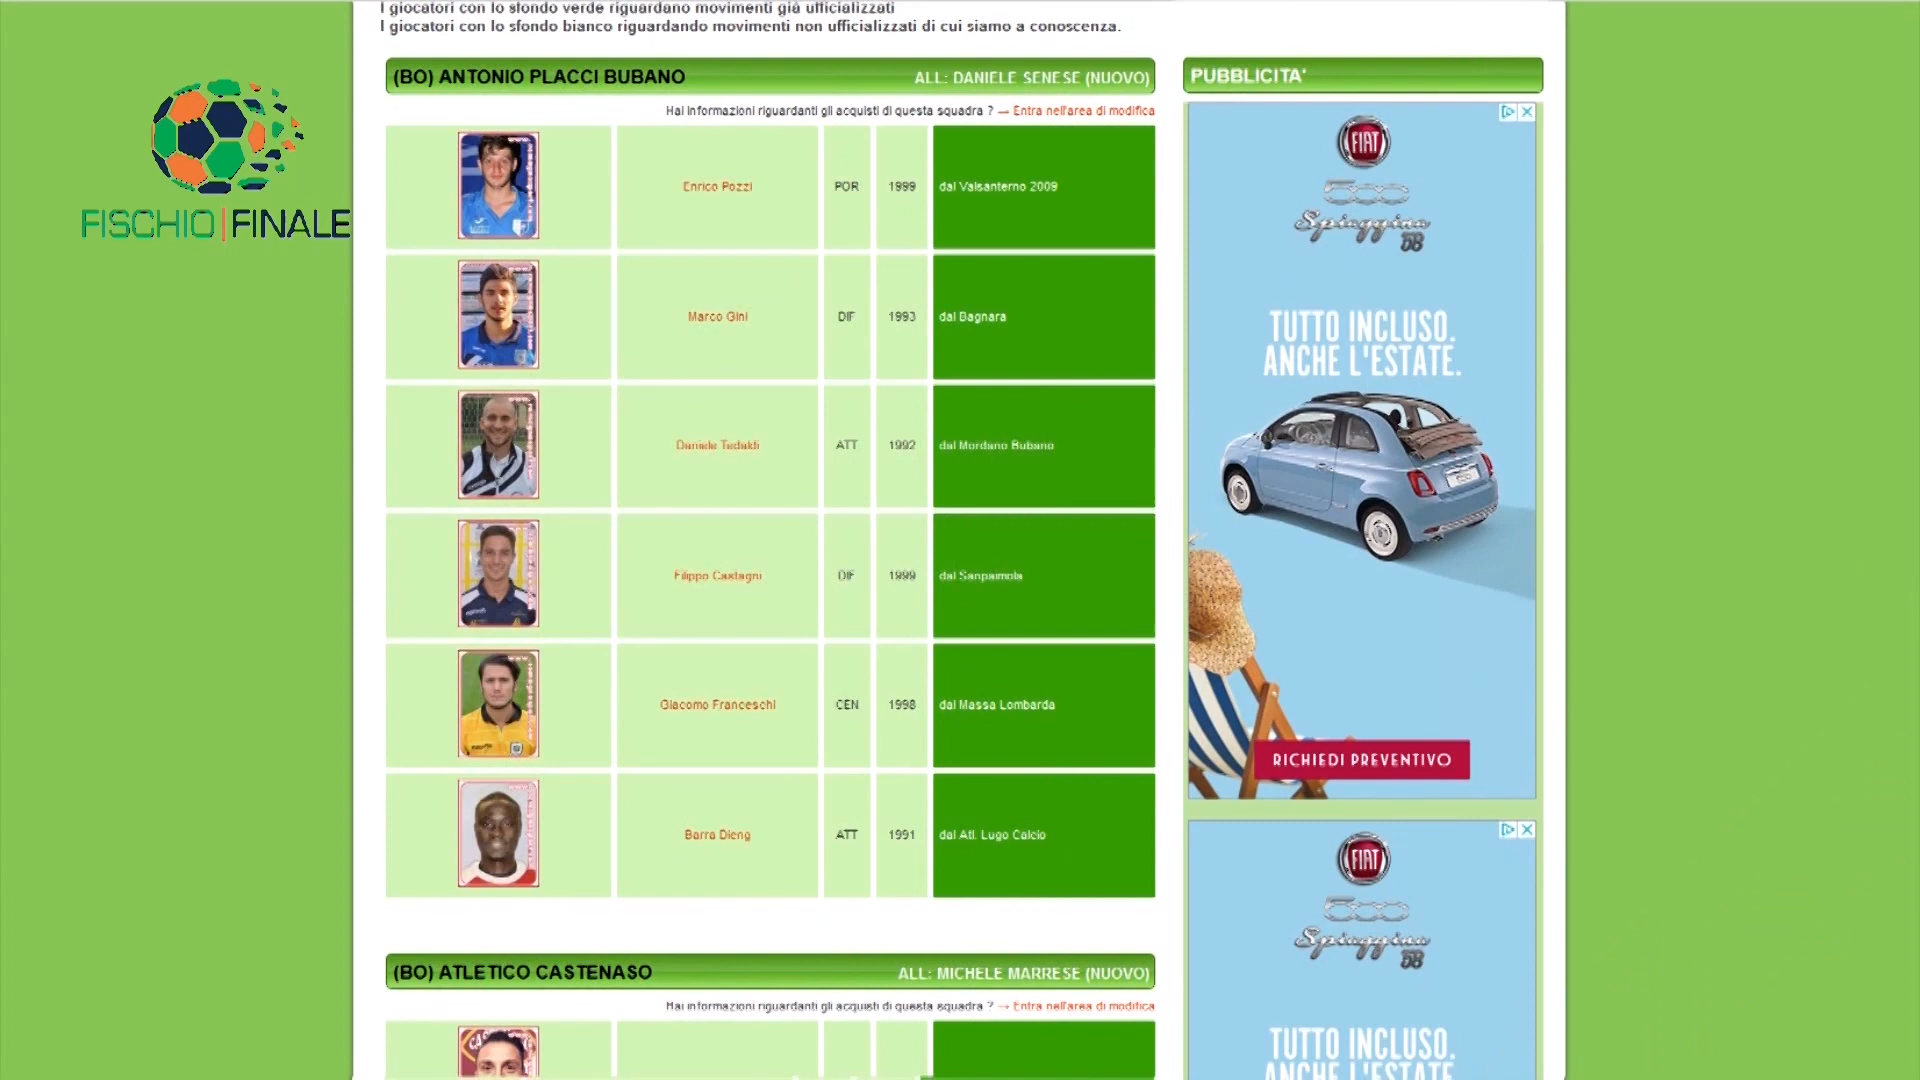 I giocatori con lo sfondo verde riguardano movimenti già ufficializzati
I giocatori con lo sfondo bianco riguardando movimenti non ufficializzati di cui siamo a conoscenza.
FISCHIO|FINALE
(BO) ANTONIO PLACCI BUBANO ALL: DANIELE SENESE (NUOVO)
Hai informazioni riguardanti gli acquisti di questa squadra ? → Entra nell'area di modifica
Enrico Pozzi POR 1999 dal Valsanterno 2009
Marco Gini DIF 1993 dal Bagnara
Daniele Tedaldi ATT 1992 dal Mordano Bubano
Filippo Castagni DIF 1999 dal Sanpaimola
Giacomo Franceschi CEN 1998 dal Massa Lombarda
Barra Dieng ATT 1991 dal Atl. Lugo Calcio
(BO) ATLETICO CASTENASO ALL: MICHELE MARRESE (NUOVO)
Hai informazioni riguardanti gli acquisti di questa squadra ? → Entra nell'area di modifica
PUBBLICITA'
FIAT
500
Spiaggina
58
TUTTO INCLUSO.
ANCHE L'ESTATE.
RICHIEDI PREVENTIVO
FIAT
500
Spiaggina
58
TUTTO INCLUSO.
ANCHE L'ESTATE.